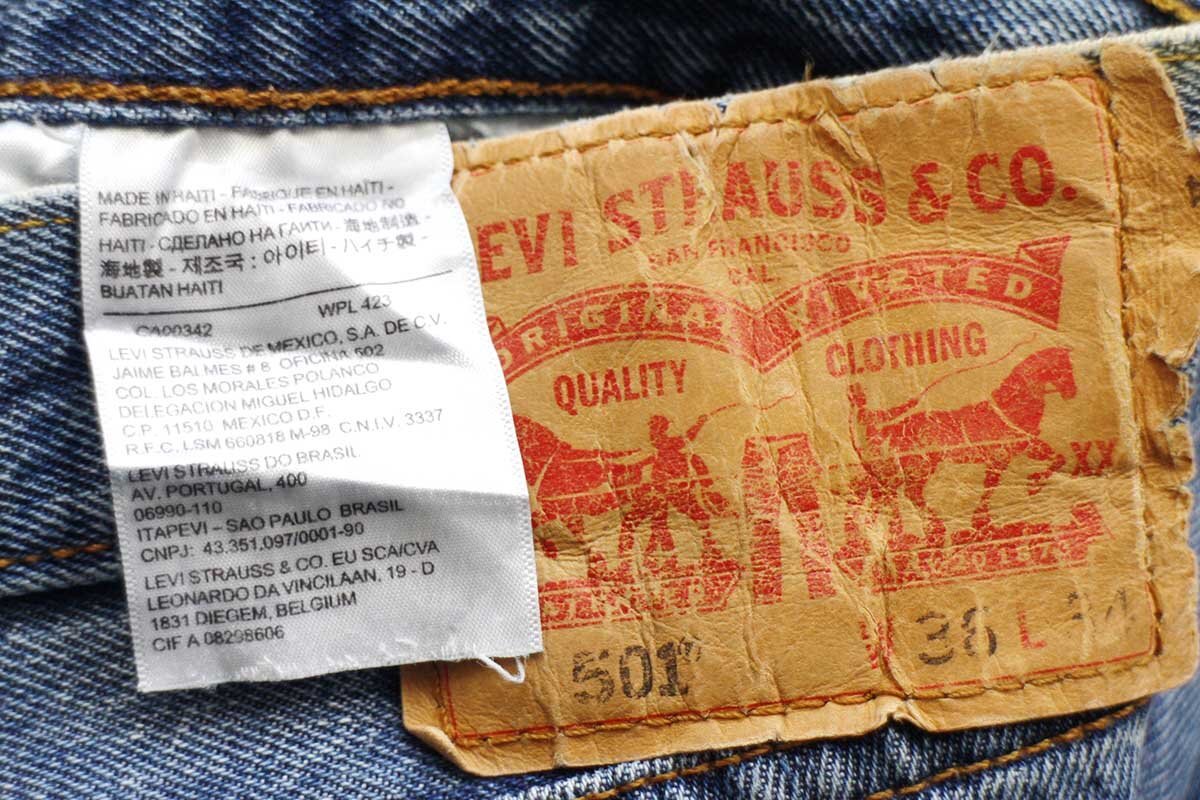 MADE IN HAITI - FABRIQUE EN HAÏTI -
FABRICADO EN HAITI - FABRICADO NO
HAITI - СДЕЛАНО НА ГАИТИ - 海地制造 -
海地製 - 제조국 : 아이티 - ハイチ製 -
BUATAN HAITI
WPL 423
CA00342
LEVI STRAUSS DE MEXICO, S.A. DE C.V.
JAIME BALMES # 8 OFICINA 602
COL. LOS MORALES POLANCO
DELEGACION MIGUEL HIDALGO
C.P. 11510 MEXICO D.F.
R.F.C. LSM 660818 M-98 C.N.I.V. 3337
LEVI STRAUSS DO BRASIL
AV. PORTUGAL, 400
06990-110
ITAPEVI – SAO PAULO BRASIL
CNPJ: 43.351.097/0001-90
LEVI STRAUSS & CO. EU SCA/CVA
LEONARDO DA VINCILAAN, 19 - D
1831 DIEGEM, BELGIUM
CIF A 08298606
LEVI STRAUSS & CO.
SAN FRANCISCO
CAL
ORIGINAL RIVETED
QUALITY CLOTHING
XX
501®
W 36 L 34